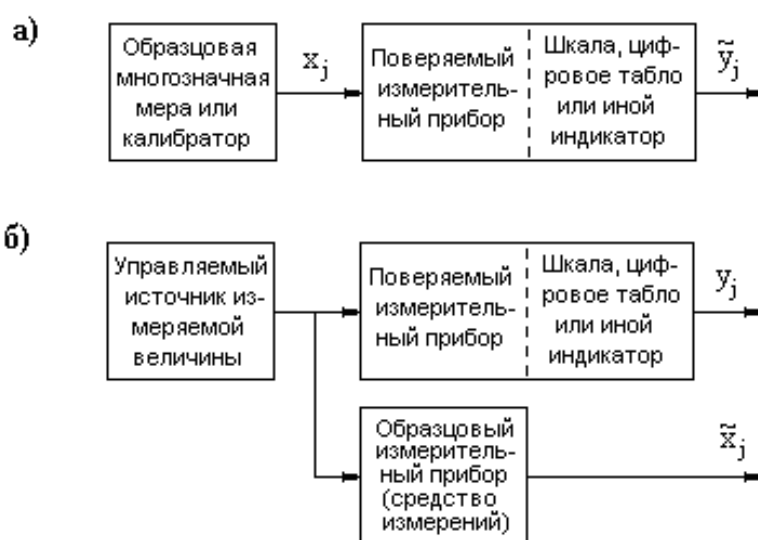 а)
Образцовая
многозначная
мера или
калибратор
x_j
Поверяемый
измеритель-
ный прибор
Шкала, циф-
ровое табло
или иной
индикатор
ỹ_j
б)
Управляемый
источник из-
меряемой
величины
Поверяемый
измеритель-
ный прибор
Шкала, циф-
ровое табло
или иной
индикатор
y_j
Образцовый
измеритель-
ный прибор
(средство
измерений)
x̃_j